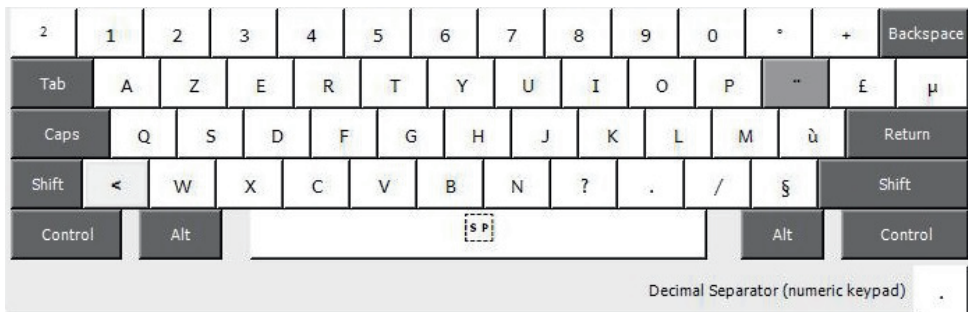 2 1 2 3 4 5 6 7 8 9 0 ° + Backspace
Tab A Z E R T Y U I O P ¨ £ µ
Caps Q S D F G H J K L M ù Return
Shift < W X C V B N ? . / § Shift
Control Alt SP Alt Control
Decimal Separator (numeric keypad) .